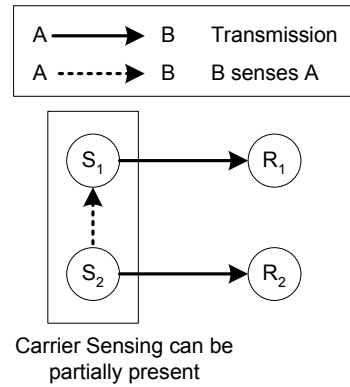 A B Transmission
A B B senses A
S1 R1
S2 R2
Carrier Sensing can be
partially present